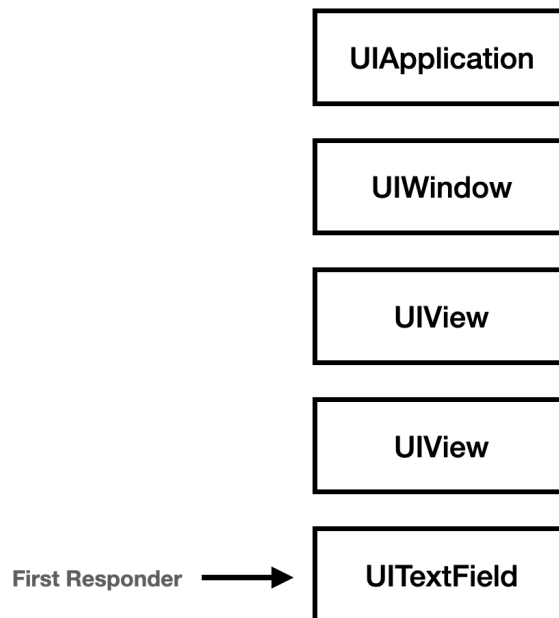 UIApplication
UIWindow
UIView
UIView
First Responder
UITextField